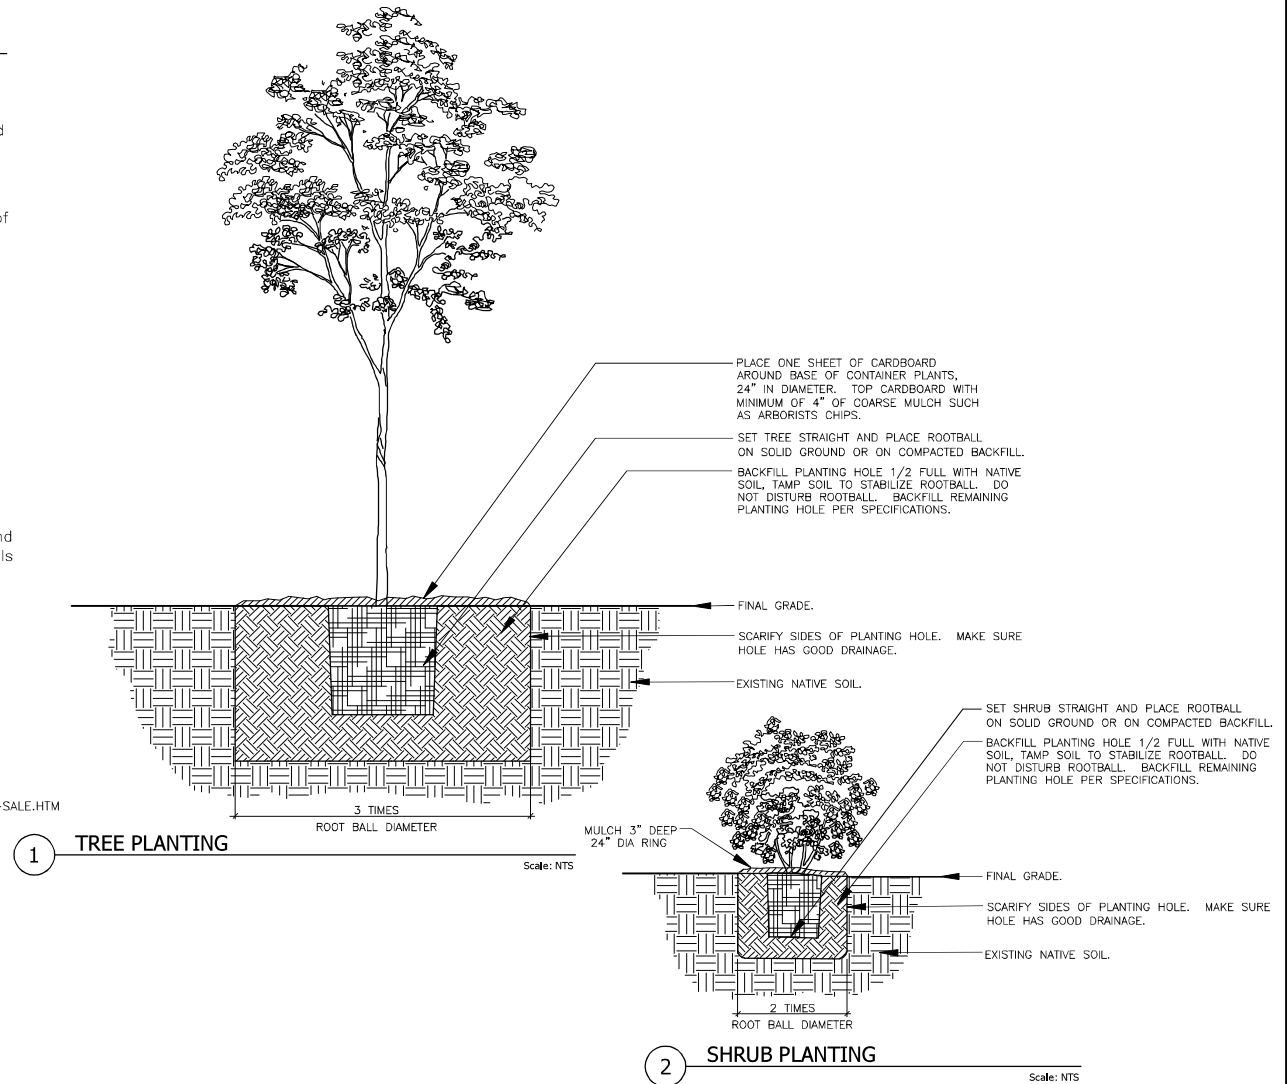 d
of
nd
ls
-SALE.HTM
PLACE ONE SHEET OF CARDBOARD
AROUND BASE OF CONTAINER PLANTS,
24" IN DIAMETER. TOP CARDBOARD WITH
MINIMUM OF 4" OF COARSE MULCH SUCH
AS ARBORISTS CHIPS.
SET TREE STRAIGHT AND PLACE ROOTBALL
ON SOLID GROUND OR ON COMPACTED BACKFILL.
BACKFILL PLANTING HOLE 1/2 FULL WITH NATIVE
SOIL, TAMP SOIL TO STABILIZE ROOTBALL. DO
NOT DISTURB ROOTBALL. BACKFILL REMAINING
PLANTING HOLE PER SPECIFICATIONS.
FINAL GRADE.
SCARIFY SIDES OF PLANTING HOLE. MAKE SURE
HOLE HAS GOOD DRAINAGE.
EXISTING NATIVE SOIL.
3 TIMES
ROOT BALL DIAMETER
1 TREE PLANTING
Scale: NTS
SET SHRUB STRAIGHT AND PLACE ROOTBALL
ON SOLID GROUND OR ON COMPACTED BACKFILL.
BACKFILL PLANTING HOLE 1/2 FULL WITH NATIVE
SOIL, TAMP SOIL TO STABILIZE ROOTBALL. DO
NOT DISTURB ROOTBALL. BACKFILL REMAINING
PLANTING HOLE PER SPECIFICATIONS.
MULCH 3" DEEP
24" DIA RING
FINAL GRADE.
SCARIFY SIDES OF PLANTING HOLE. MAKE SURE
HOLE HAS GOOD DRAINAGE.
EXISTING NATIVE SOIL.
2 TIMES
ROOT BALL DIAMETER
2 SHRUB PLANTING
Scale: NTS